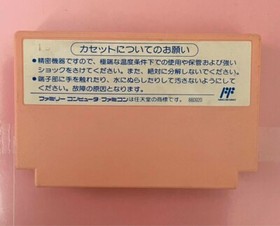 カセットについてのお願い
●精密機器ですので、極端な温度条件下での使用や保管および強い
ショックをさけてください。また、絶対に分解しないでください。
●端子部に手を触れたり、水にぬらしたりして汚さないようにして
ください。故障の原因となります。
ファミリーコンピュータ・ファミコンは任天堂の商標です。